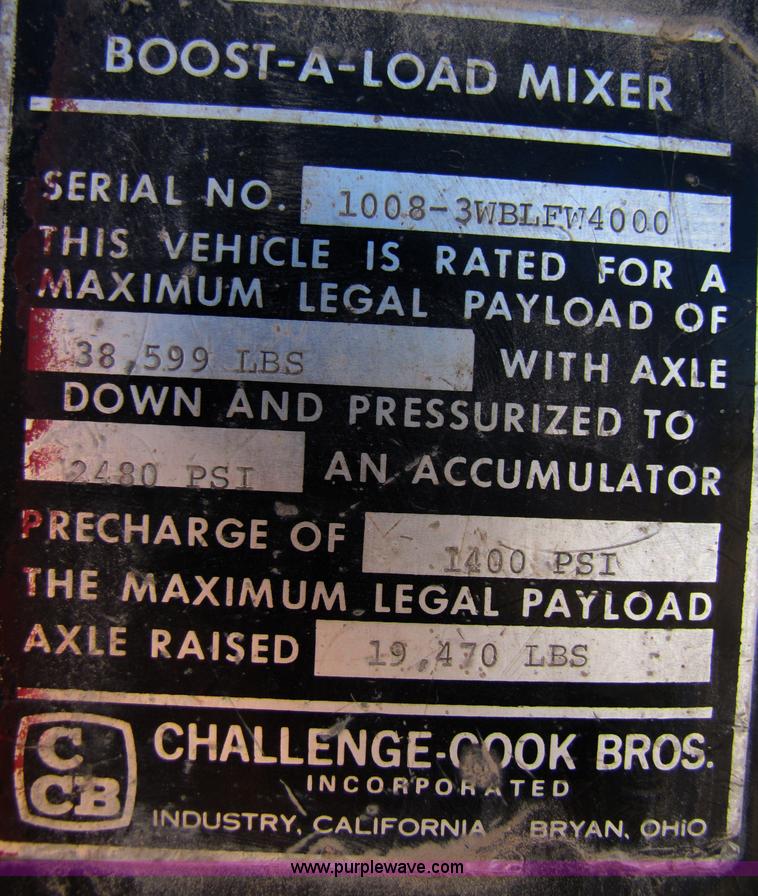 BOOST-A-LOAD MIXER
SERIAL NO. 1008-3WBLFW4000
THIS VEHICLE IS RATED FOR A
MAXIMUM LEGAL PAYLOAD OF
38,599 LBS WITH AXLE
DOWN AND PRESSURIZED TO
2480 PSI AN ACCUMULATOR
PRECHARGE OF 1400 PSI
THE MAXIMUM LEGAL PAYLOAD
AXLE RAISED 19,470 LBS
C
CB
CHALLENGE-COOK BROS.
INCORPORATED
INDUSTRY, CALIFORNIA BRYAN, OHIO
www.purplewave.com